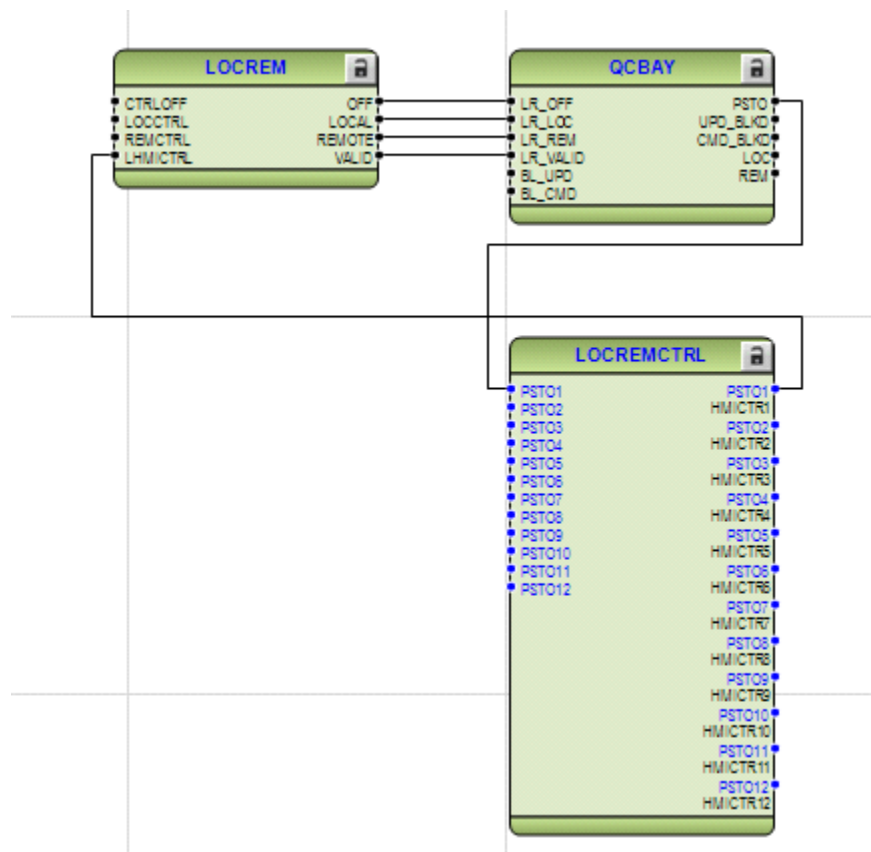 LOCREM
CTRLOFF OFF
LOCCTRL LOCAL
REMCTRL REMOTE
LHMICTRL VALID
QCBAY
LR_OFF PSTO
LR_LOC UPD_BLKD
LR_REM CMD_BLKD
LR_VALID LOC
BL_UPD REM
BL_CMD
LOCREMCTRL
PSTO1 PSTO1
PSTO2 HMICTR1
PSTO3 PSTO2
PSTO4 HMICTR2
PSTO5 PSTO3
PSTO6 HMICTR3
PSTO7 PSTO4
PSTO8 HMICTR4
PSTO9 PSTO5
PSTO10 HMICTR5
PSTO11 PSTO6
PSTO12 HMICTR6
PSTO7
HMICTR7
PSTO8
HMICTR8
PSTO9
HMICTR9
PSTO10
HMICTR10
PSTO11
HMICTR11
PSTO12
HMICTR12